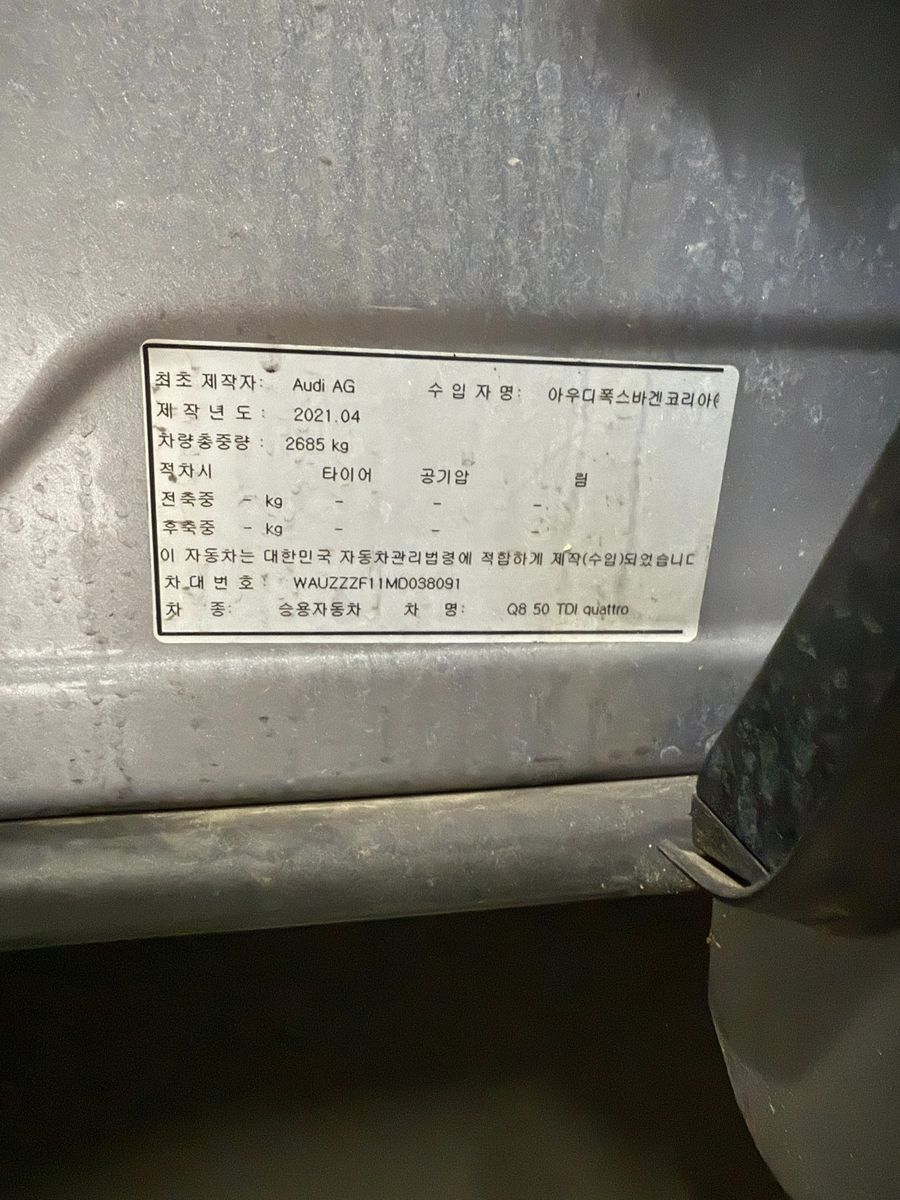 최초 제작자: Audi AG 수 입 자 명: 아우디폭스바겐코리아(
제 작 년 도 : 2021.04
차량총중량 : 2685 kg
적차시 타이어 공기압 림
전축중 - kg - - -
후축중 - kg - - -
이 자동차는 대한민국 자동차관리법령에 적합하게 제작(수입)되었습니다
차 대 번 호 : WAUZZZF11MD038091
차 종: 승용자동차 차 명: Q8 50 TDI quattro